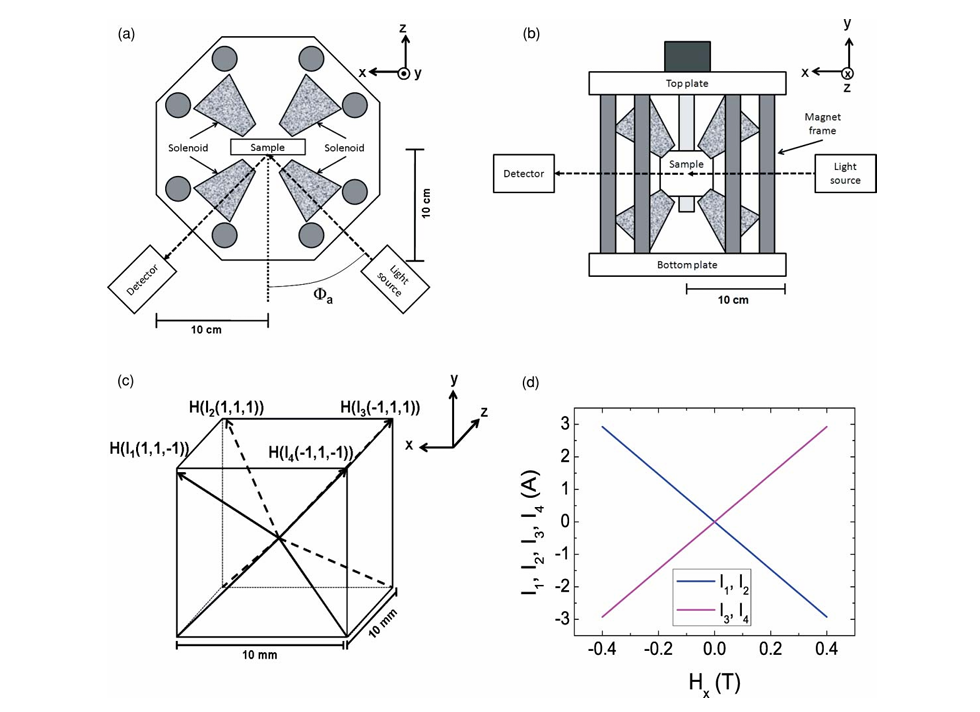 (a)
z
x
y
Solenoid
Sample
Solenoid
10 cm
Detector
Light
source
Φa
10 cm
(b)
y
x
z
x
Top plate
Magnet
frame
Detector
Sample
Light
source
Bottom plate
10 cm
(c)
H(I2(1,1,1))
H(I3(-1,1,1))
H(I1(1,1,-1))
H(I4(-1,1,-1))
y
z
x
10 mm
10 mm
(d)
I1, I2, I3, I4 (A)
3
2
1
0
-1
-2
-3
I1, I2
I3, I4
-0.4 -0.2 0.0 0.2 0.4
Hx (T)